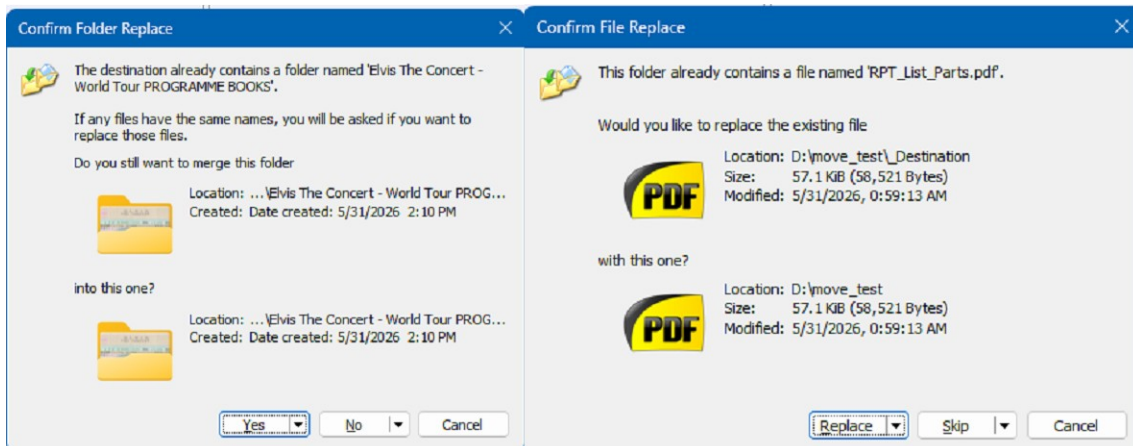 Confirm Folder Replace
The destination already contains a folder named 'Elvis The Concert -
World Tour PROGRAMME BOOKS'.
If any files have the same names, you will be asked if you want to
replace those files.
Do you still want to merge this folder
Location: ...\Elvis The Concert - World Tour PROG...
Created: Date created: 5/31/2026 2:10 PM
into this one?
Location: ...\Elvis The Concert - World Tour PROG...
Created: Date created: 5/31/2026 2:10 PM
Yes
No
Cancel
Confirm File Replace
This folder already contains a file named 'RPT_List_Parts.pdf'.
Would you like to replace the existing file
PDF
Location: D:\move_test\_Destination
Size: 57.1 KiB (58,521 Bytes)
Modified: 5/31/2026, 0:59:13 AM
with this one?
PDF
Location: D:\move_test
Size: 57.1 KiB (58,521 Bytes)
Modified: 5/31/2026, 0:59:13 AM
Replace
Skip
Cancel